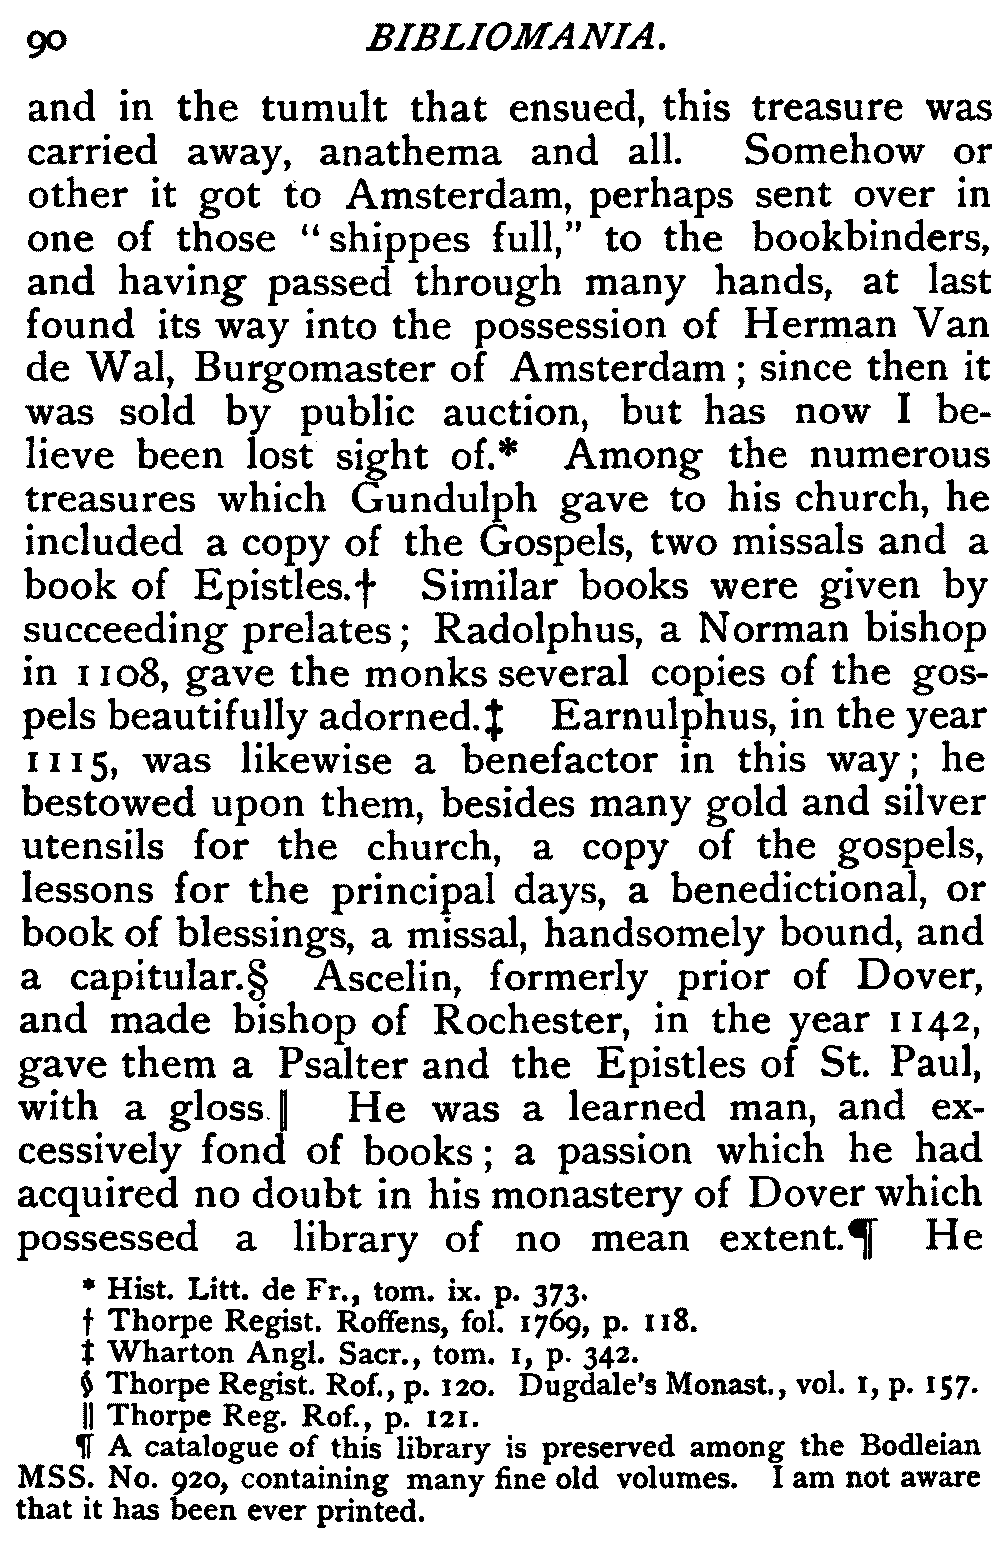 90 BIBLIOMANIA.
and in the tumult that ensued, this treasure was
carried away, anathema and all. Somehow or
other it got to Amsterdam, perhaps sent over in
one of those “shippes full,” to the bookbinders,
and having passed through many hands, at last
found its way into the possession of Herman Van
de Wal, Burgomaster of Amsterdam; since then it
was sold by public auction, but has now I be-
lieve been lost sight of.* Among the numerous
treasures which Gundulph gave to his church, he
included a copy of the Gospels, two missals and a
book of Epistles.† Similar books were given by
succeeding prelates; Radolphus, a Norman bishop
in 1108, gave the monks several copies of the gos-
pels beautifully adorned.‡ Earnulphus, in the year
1115, was likewise a benefactor in this way; he
bestowed upon them, besides many gold and silver
utensils for the church, a copy of the gospels,
lessons for the principal days, a benedictional, or
book of blessings, a missal, handsomely bound, and
a capitular.§ Ascelin, formerly prior of Dover,
and made bishop of Rochester, in the year 1142,
gave them a Psalter and the Epistles of St. Paul,
with a gloss.‖ He was a learned man, and ex-
cessively fond of books; a passion which he had
acquired no doubt in his monastery of Dover which
possessed a library of no mean extent.¶ He
* Hist. Litt. de Fr., tom. ix. p. 373.
† Thorpe Regist. Roffens, fol. 1769, p. 118.
‡ Wharton Angl. Sacr., tom. 1, p. 342.
§ Thorpe Regist. Rof., p. 120. Dugdale's Monast., vol. 1, p. 157.
‖ Thorpe Reg. Rof., p. 121.
¶ A catalogue of this library is preserved among the Bodleian
MSS. No. 920, containing many fine old volumes. I am not aware
that it has been ever printed.